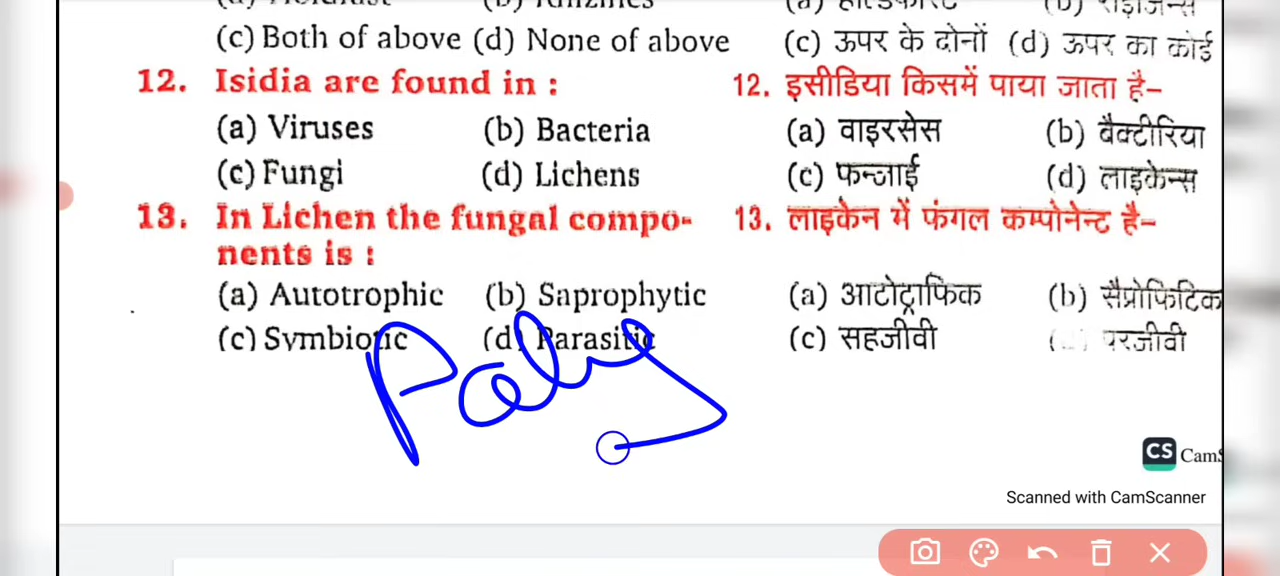 (c) Both of above (d) None of above
12. Isidia are found in :
(a) Viruses (b) Bacteria
(c) Fungi (d) Lichens
13. In Lichen the fungal compo-
nents is :
(a) Autotrophic (b) Saprophytic
(c) Symbiotic (d) Parasitic
(c) ऊपर के दोनों (d) ऊपर का कोई
12. इसीडिया किसमें पाया जाता है–
(a) वाइरसेस (b) बैक्टीरिया
(c) फन्जाई (d) लाइकेन्स
13. लाइकेन में फंगल कम्पोनेन्ट है–
(a) आटोट्राफिक (b) सैप्रोफिटिक
(c) सहजीवी परजीवी
CS Cam
Scanned with CamScanner